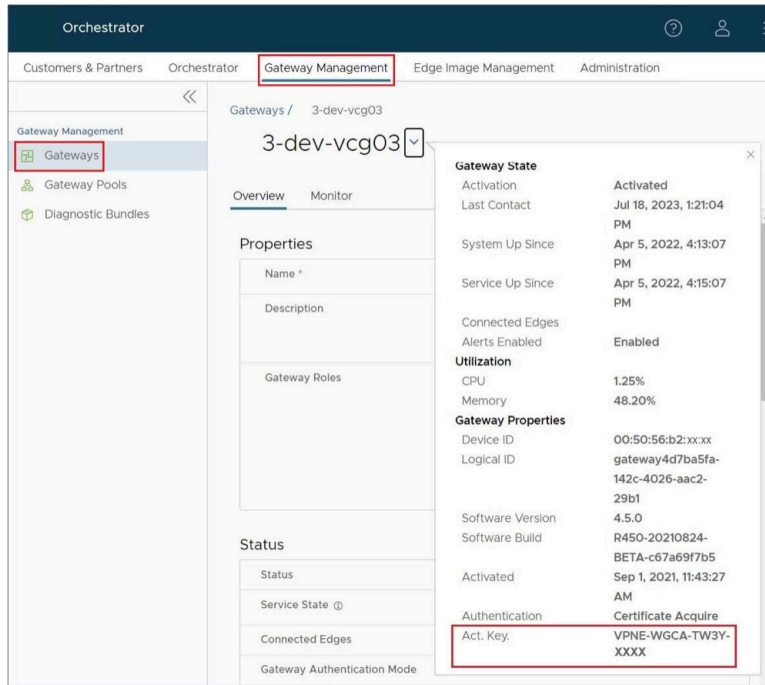 Orchestrator
Customers & Partners Orchestrator Gateway Management Edge Image Management Administration
Gateway Management
Gateways
Gateway Pools
Diagnostic Bundles
Gateways / 3-dev-vcg03
3-dev-vcg03
Overview Monitor
Properties
Name *
Description
Gateway Roles
Status
Status
Service State
Connected Edges
Gateway Authentication Mode
Gateway State
Activation Activated
Last Contact Jul 18, 2023, 1:21:04
PM
System Up Since Apr 5, 2022, 4:13:07
PM
Service Up Since Apr 5, 2022, 4:15:07
PM
Connected Edges
Alerts Enabled Enabled
Utilization
CPU 1.25%
Memory 48.20%
Gateway Properties
Device ID 00:50:56:b2:xx:xx
Logical ID gateway4d7ba5fa-
142c-4026-aac2-
29b1
Software Version 4.5.0
Software Build R450-20210824-
BETA-c67a69f7b5
Activated Sep 1, 2021, 11:43:27
AM
Authentication Certificate Acquire
Act. Key. VPNE-WGCA-TW3Y-
XXXX